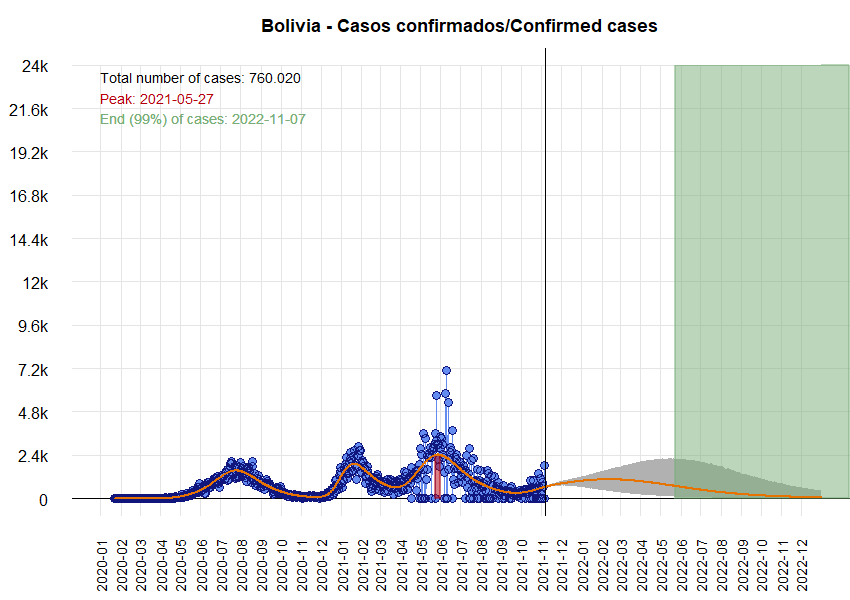 Bolivia - Casos confirmados/Confirmed cases
Total number of cases: 760.020
Peak: 2021-05-27
End (99%) of cases: 2022-11-07
24k
21.6k
19.2k
16.8k
14.4k
12k
9.6k
7.2k
4.8k
2.4k
0
2020-01
2020-02
2020-03
2020-04
2020-05
2020-06
2020-07
2020-08
2020-09
2020-10
2020-11
2020-12
2021-01
2021-02
2021-03
2021-04
2021-05
2021-06
2021-07
2021-08
2021-09
2021-10
2021-11
2021-12
2022-01
2022-02
2022-03
2022-04
2022-05
2022-06
2022-07
2022-08
2022-09
2022-10
2022-11
2022-12